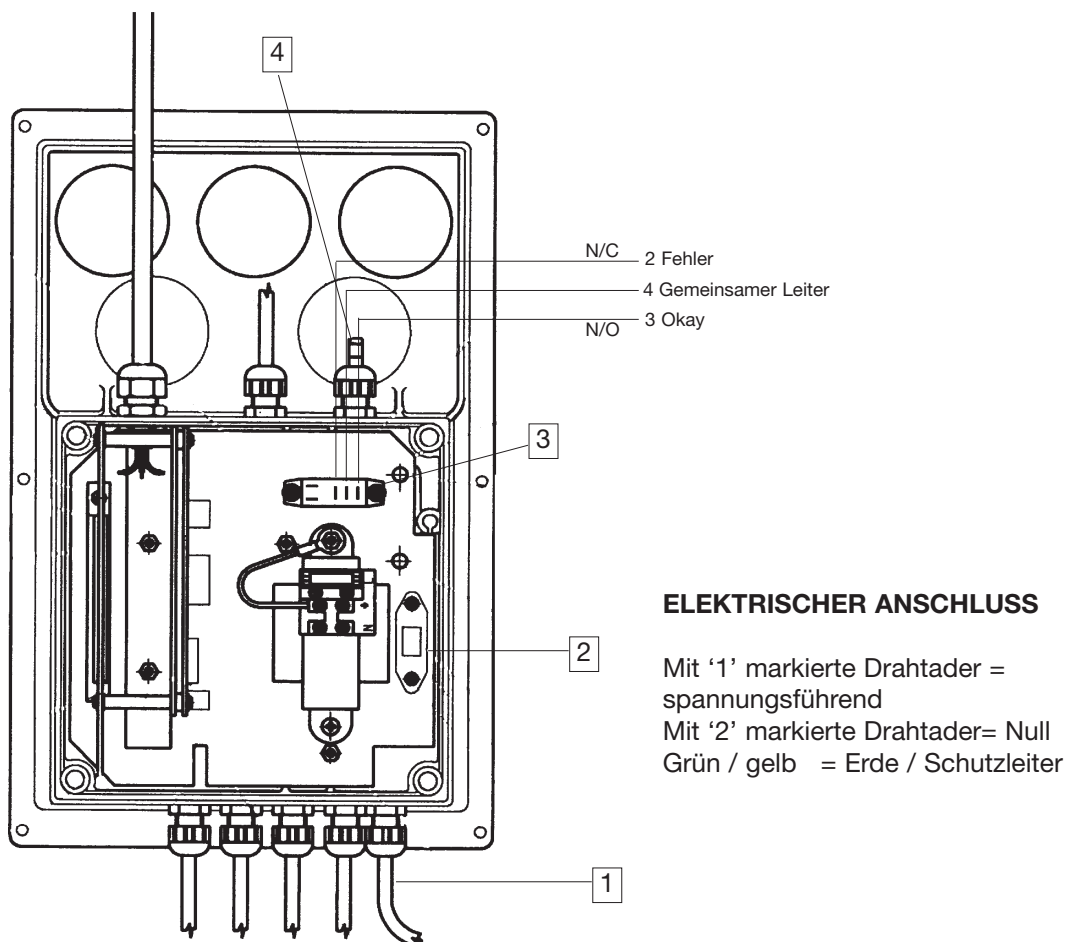 4
N/C
2 Fehler
4 Gemeinsamer Leiter
N/O
3 Okay
3
2
1
L
N
ELEKTRISCHER ANSCHLUSS
Mit ‘1’ markierte Drahtader =
spannungsführend
Mit ‘2’ markierte Drahtader= Null
Grün / gelb = Erde / Schutzleiter